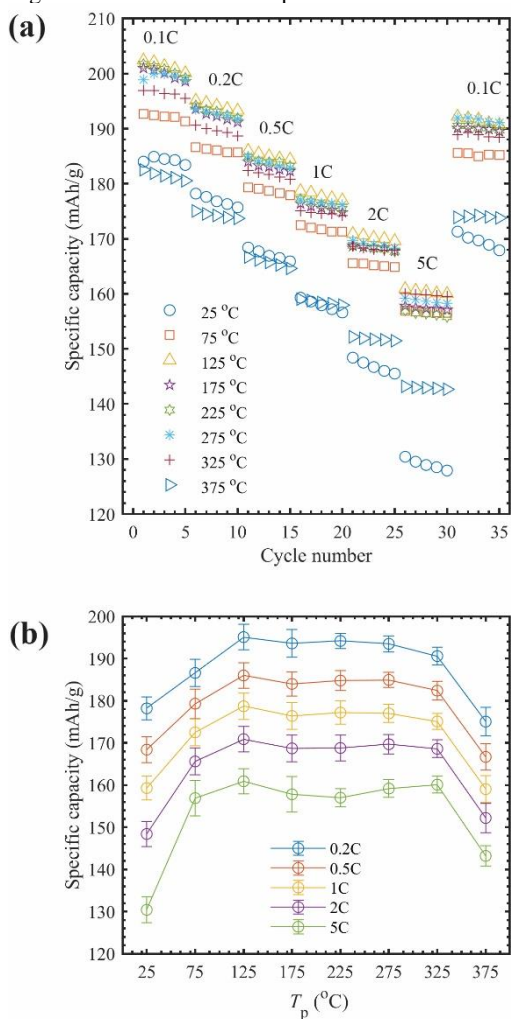 (a)
210
200
190
180
170
160
150
140
130
120
Specific capacity (mAh/g)
0.1C
0.2C
0.5C
1C
2C
5C
0.1C
25 °C
75 °C
125 °C
175 °C
225 °C
275 °C
325 °C
375 °C
0 5 10 15 20 25 30 35
Cycle number
(b)
200
190
180
170
160
150
140
130
120
Specific capacity (mAh/g)
0.2C
0.5C
1C
2C
5C
25 75 125 175 225 275 325 375
Tp (°C)